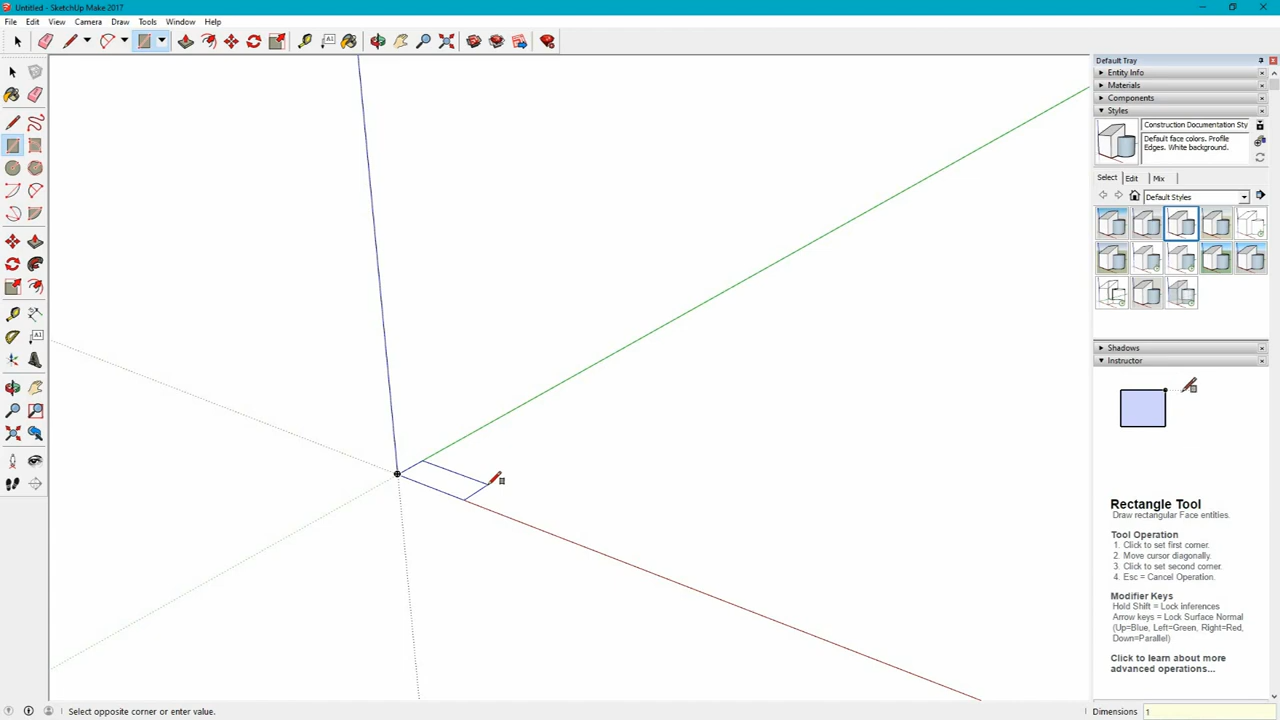 Untitled - SketchUp Make 2017
File Edit View Camera Draw Tools Window Help
Default Tray
Entity Info
Materials
Components
Styles
Construction Documentation Sty
Default face colors. Profile
Edges. White background.
Select Edit Mix
Default Styles
Shadows
Instructor
Rectangle Tool
Draw rectangular Face entities.
Tool Operation
1. Click to set first corner.
2. Move cursor diagonally.
3. Click to set second corner.
4. Esc = Cancel Operation.
Modifier Keys
Hold Shift = Lock Inferences
Arrow keys = Lock Surface Normal
(Up=Blue, Left=Green, Right=Red,
Down=Parallel)
Click to learn about more
advanced operations...
Select opposite corner or enter value.
Dimensions 1